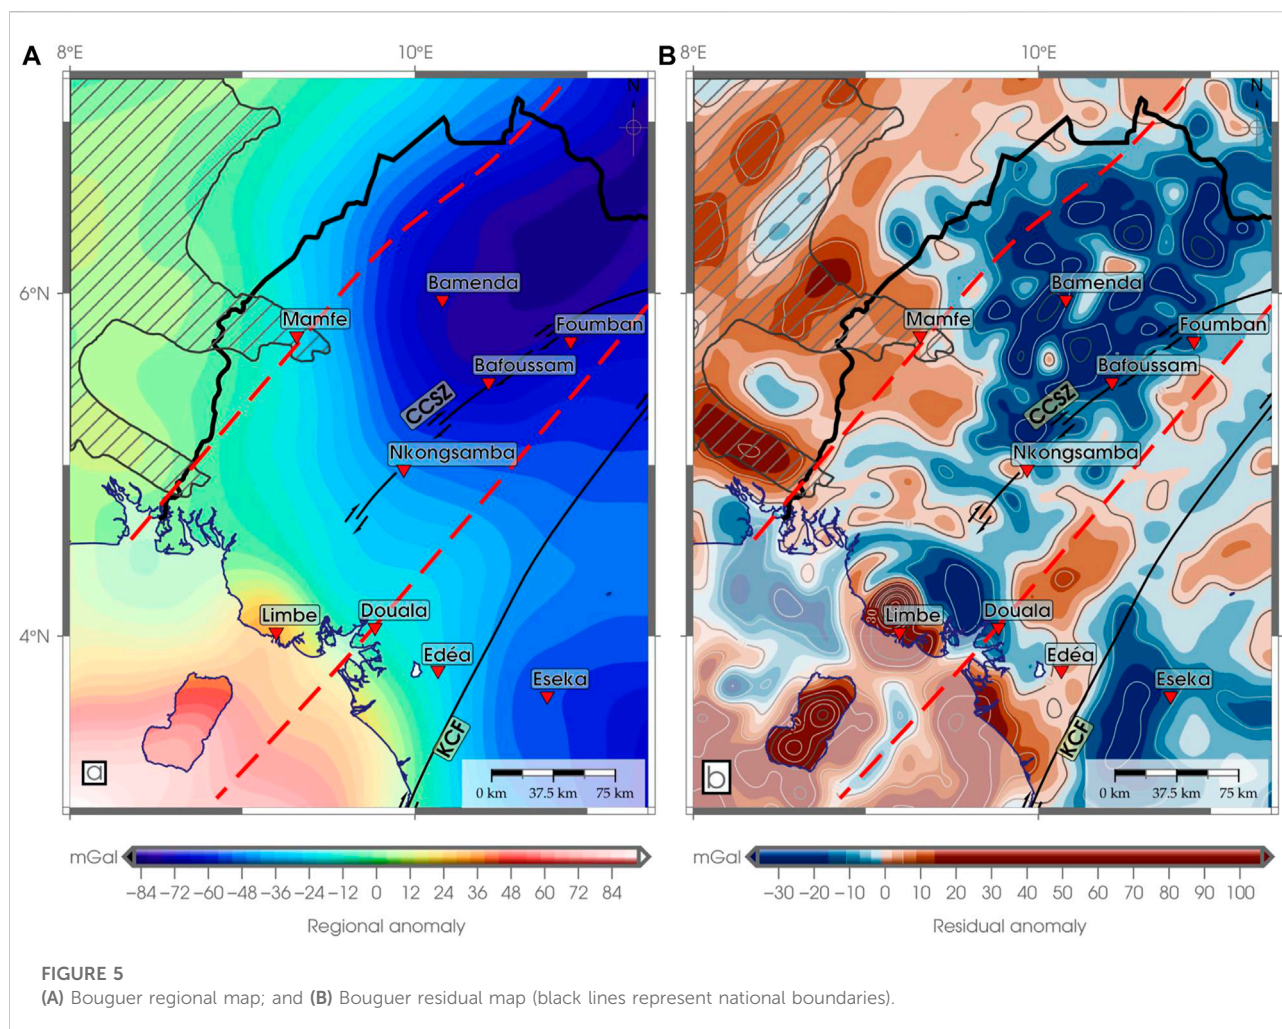 A
B
8°E
10°E
8°E
10°E
N
N
6°N
4°N
Bamenda
Mamfe
Foumban
Bafoussam
CCSZ
Nkongsamba
Limbe
Douala
Edéa
Eseka
KCF
a
0 km 37.5 km 75 km
Bamenda
Mamfe
Foumban
Bafoussam
CCSZ
Nkongsamba
30
Limbe
Douala
Edéa
Eseka
KCF
b
0 km 37.5 km 75 km
mGal
−84 −72 −60 −48 −36 −24 −12 0 12 24 36 48 60 72 84
Regional anomaly
mGal
−30 −20 −10 0 10 20 30 40 50 60 70 80 90 100
Residual anomaly
FIGURE 5
(A) Bouguer regional map; and (B) Bouguer residual map (black lines represent national boundaries).